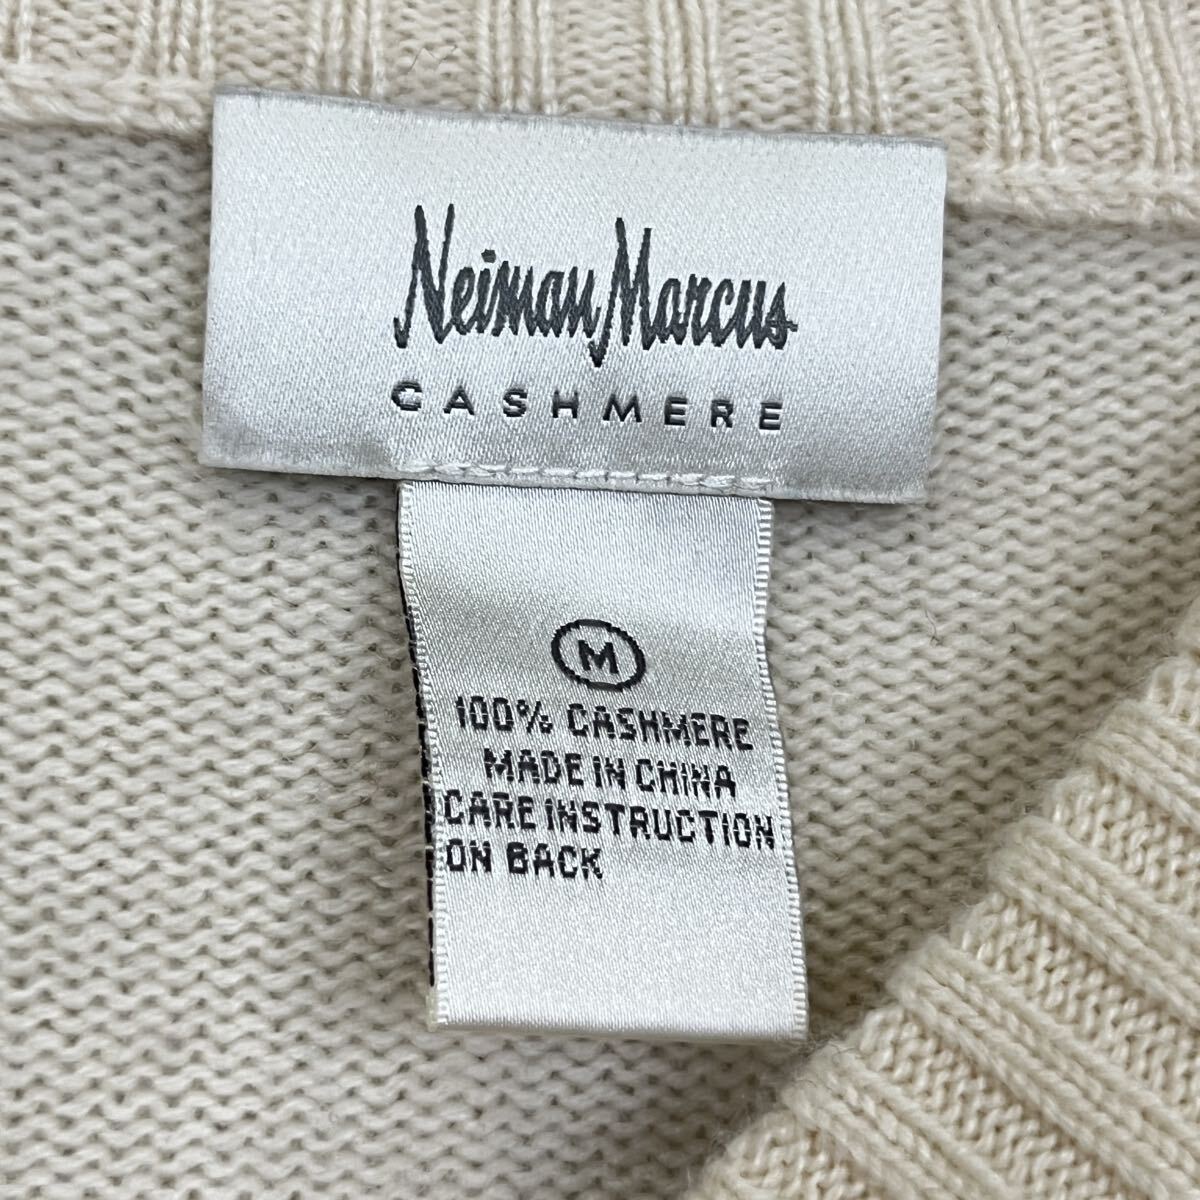 Neiman Marcus
CASHMERE
M
100% CASHMERE
MADE IN CHINA
CARE INSTRUCTION
ON BACK